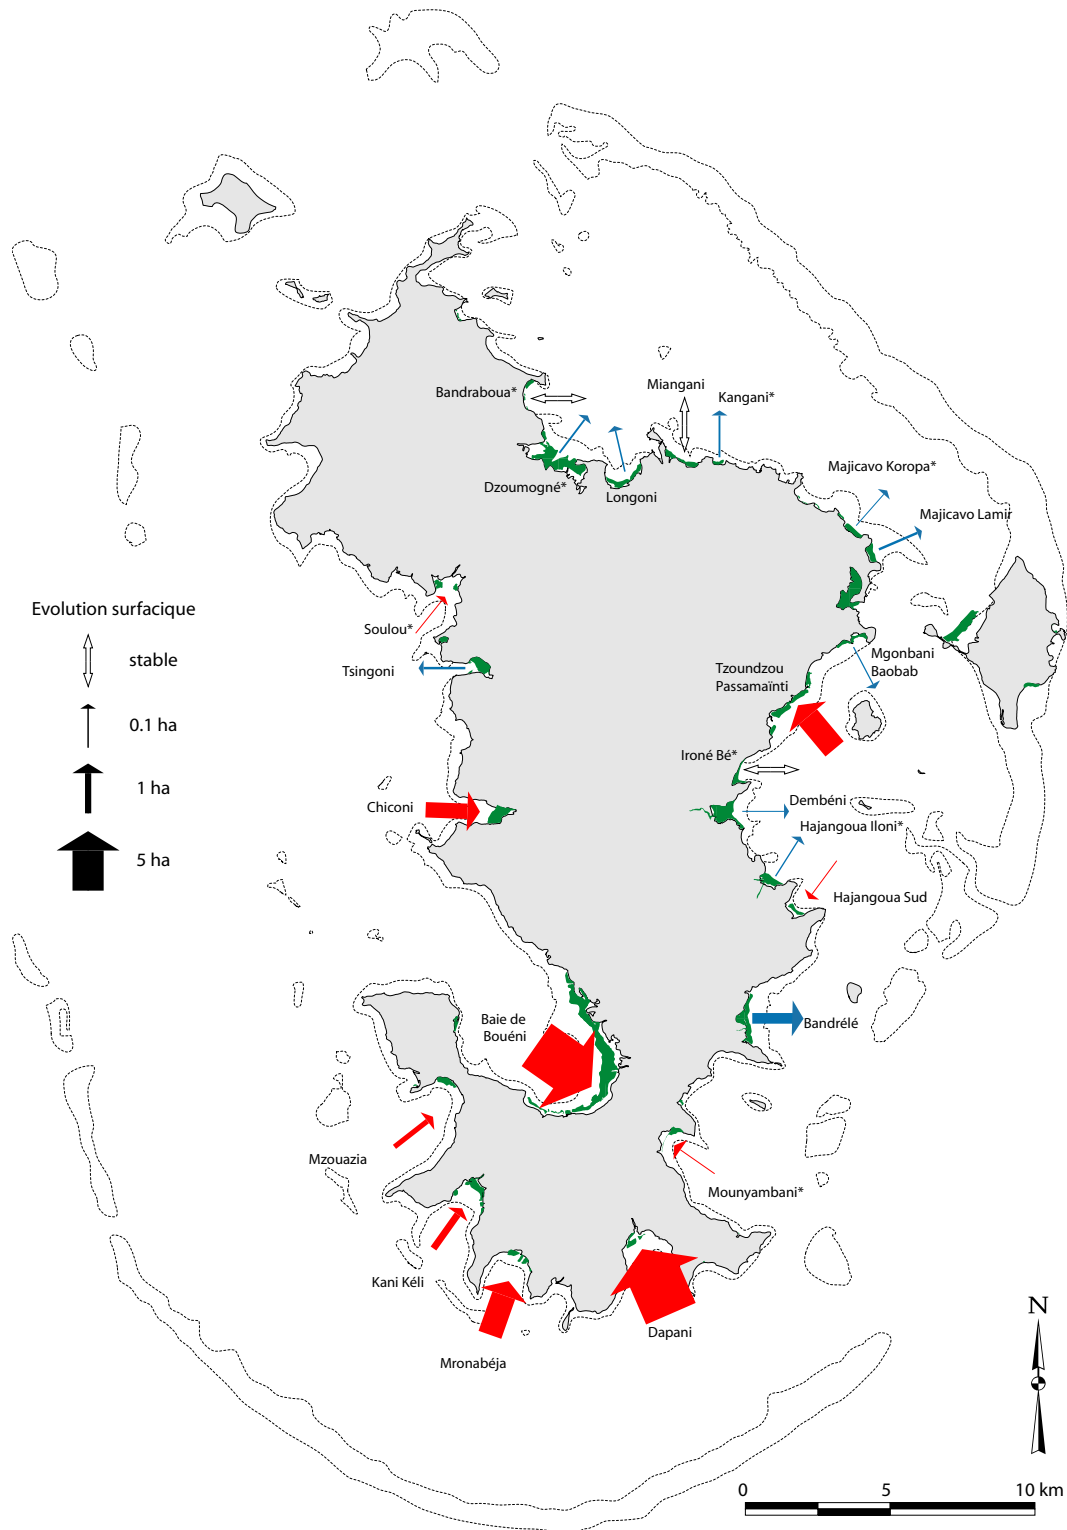 Bandraboua*
Miangani
Kangani*
Majicavo Koropa*
Dzoumogné*
Longoni
Majicavo Lamir
Evolution surfacique
stable
0.1 ha
1 ha
5 ha
Soulou*
Tsingoni
Mgonbani
Baobab
Tzoundzou
Passamaïnti
Ironé Bé*
Chiconi
Dembéni
Hajangoua Iloni*
Hajangoua Sud
Baie de
Bouéni
Bandrélé
Mzouazia
Mounyambani*
Kani Kéli
Dapani
Mronabéja
N
0 5 10 km